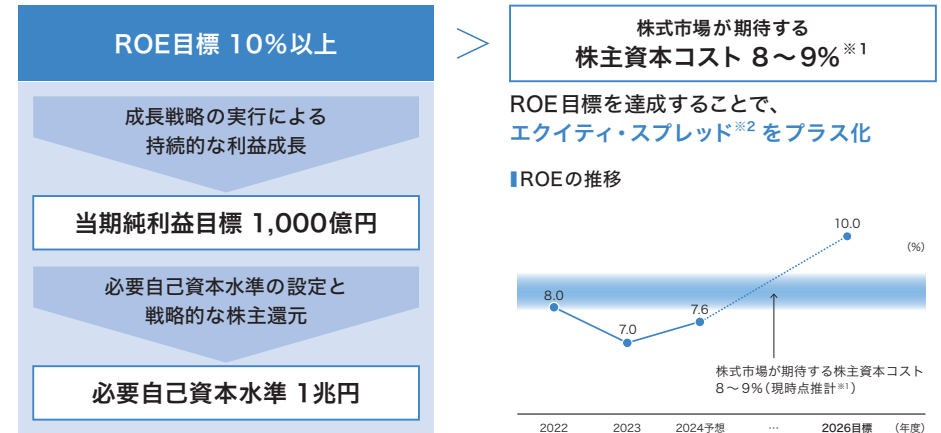 ROE目標 10%以上
成長戦略の実行による
持続的な利益成長
当期純利益目標 1,000億円
必要自己資本水準の設定と
戦略的な株主還元
必要自己資本水準 1兆円
＞
株式市場が期待する
株主資本コスト 8〜9%※1
ROE目標を達成することで、
エクイティ・スプレッド※2 をプラス化
ROEの推移
10.0
(%)
8.0
7.0
7.6
株式市場が期待する株主資本コスト
8〜9%(現時点推計※1)
2022 2023 2024予想 … 2026目標 (年度)